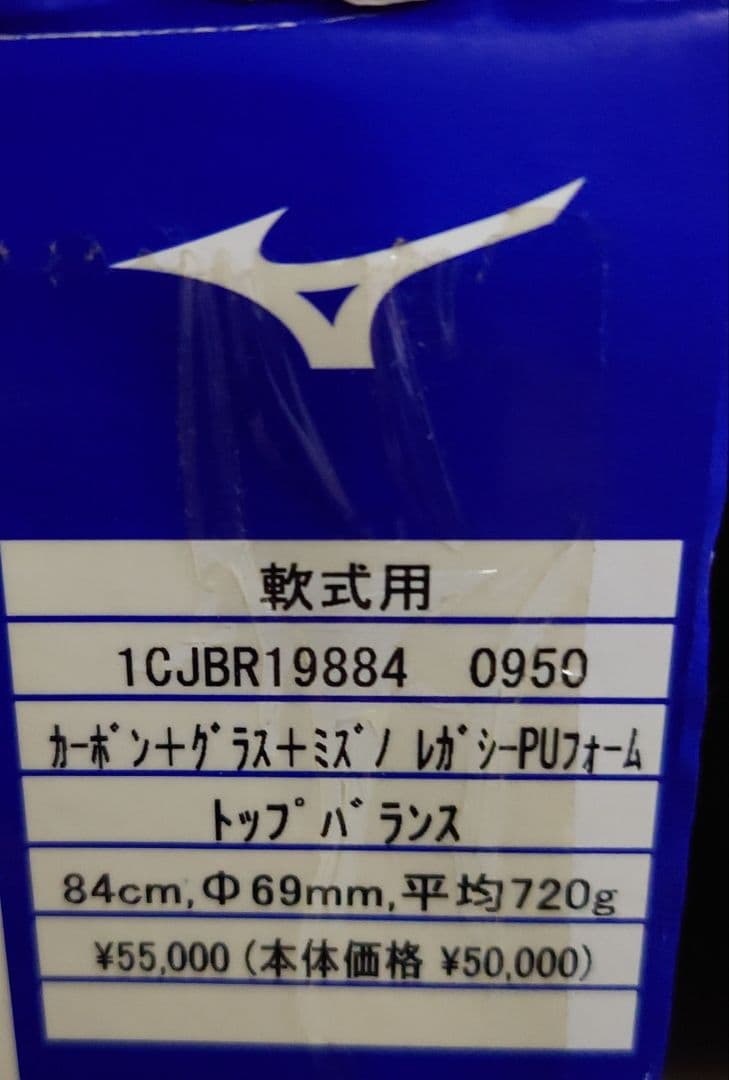 軟式用
1CJBR19884 0950
カーボン+グラス+ミズノ レガシーPUフォーム
トップバランス
84cm,Φ69mm,平均720g
¥55,000 (本体価格 ¥50,000)